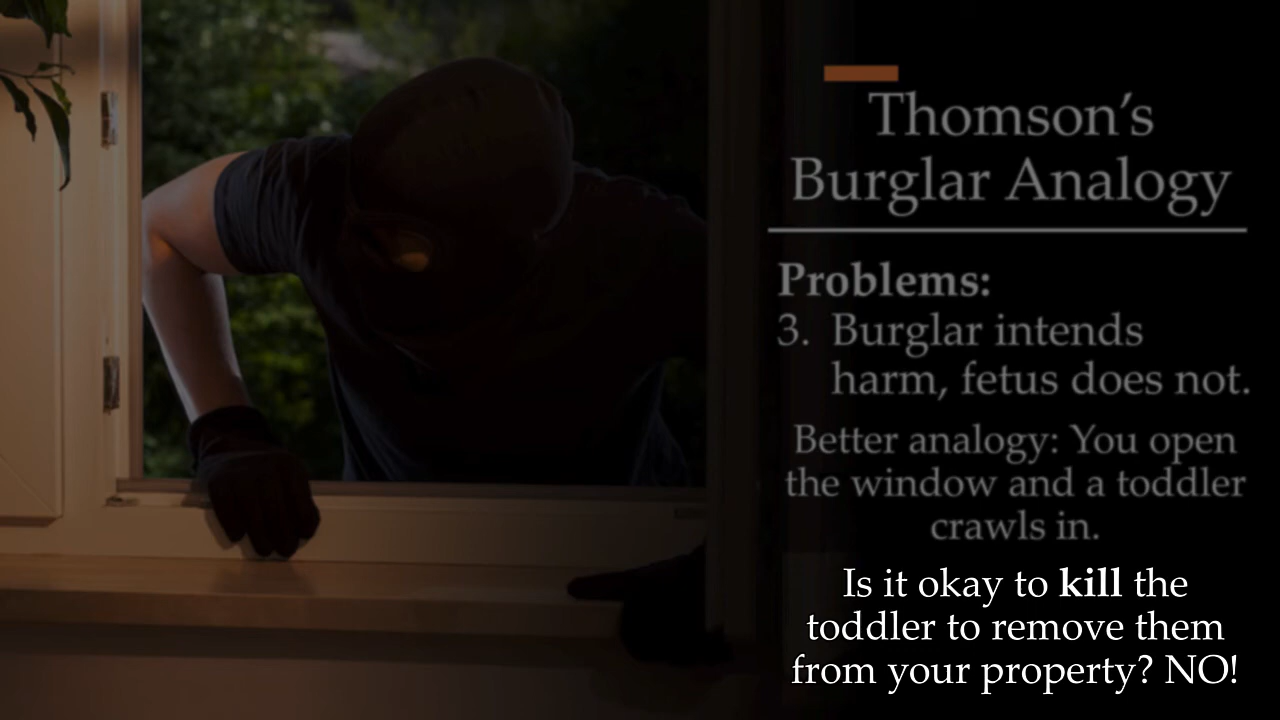 Thomson’s
Burglar Analogy
Problems:
3. Burglar intends
harm, fetus does not.
Better analogy: You open
the window and a toddler
crawls in.
Is it okay to kill the
toddler to remove them
from your property? NO!